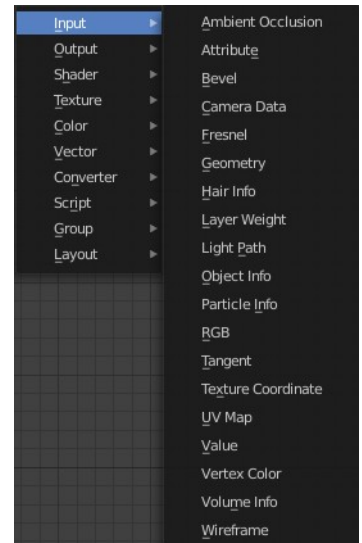 Input
Output
Shader
Texture
Color
Vector
Converter
Script
Group
Layout
Ambient Occlusion
Attribute
Bevel
Camera Data
Fresnel
Geometry
Hair Info
Layer Weight
Light Path
Object Info
Particle Info
RGB
Tangent
Texture Coordinate
UV Map
Value
Vertex Color
Volume Info
Wireframe